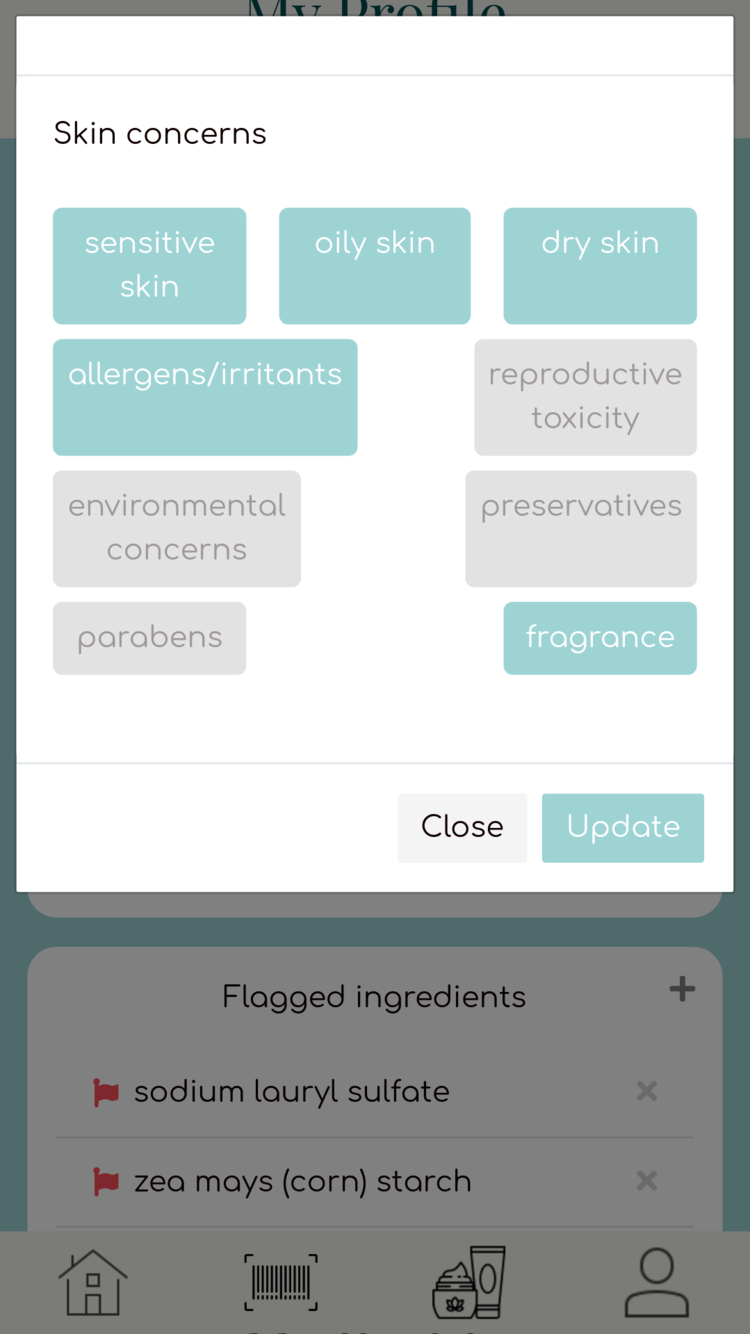 My Profile
Skin concerns
sensitive skin
oily skin
dry skin
allergens/irritants
reproductive toxicity
environmental concerns
preservatives
parabens
fragrance
Close
Update
Flagged ingredients
sodium lauryl sulfate
zea mays (corn) starch